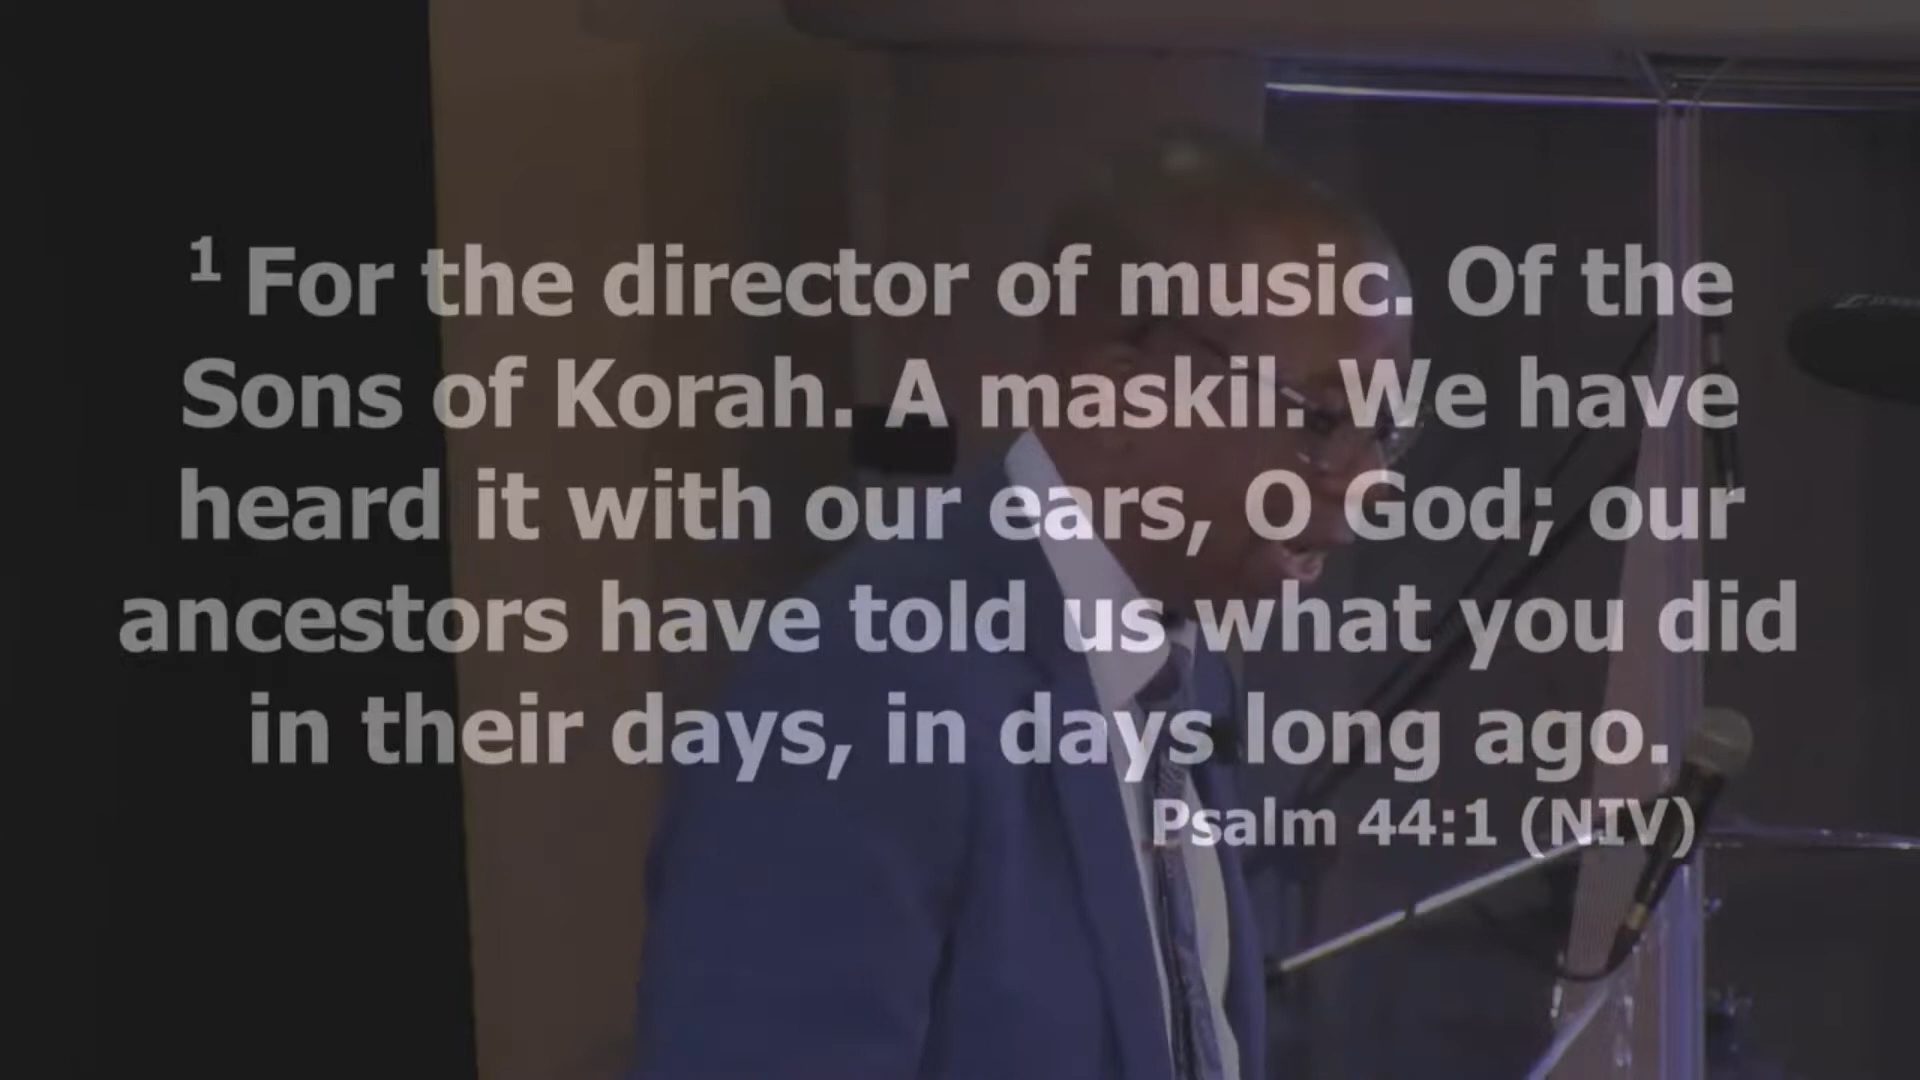 1 For the director of music. Of the
Sons of Korah. A maskil. We have
heard it with our ears, O God; our
ancestors have told us what you did
in their days, in days long ago.
Psalm 44:1 (NIV)